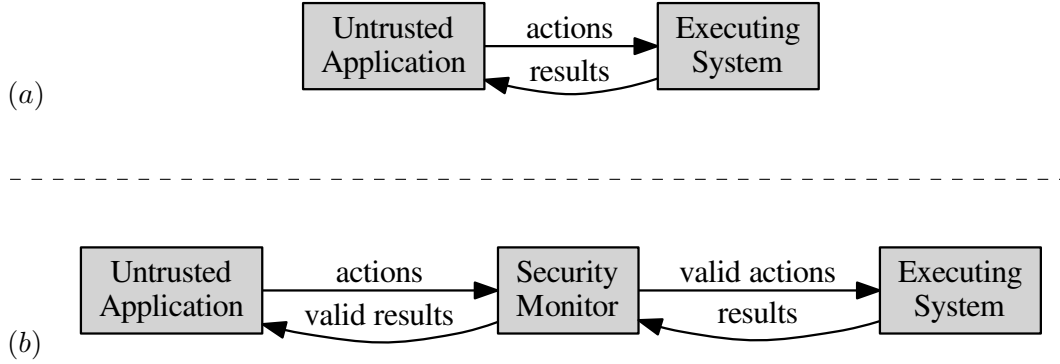 Untrusted Application
actions
results
Executing System
(a)
Untrusted Application
actions
valid results
Security Monitor
valid actions
results
Executing System
(b)